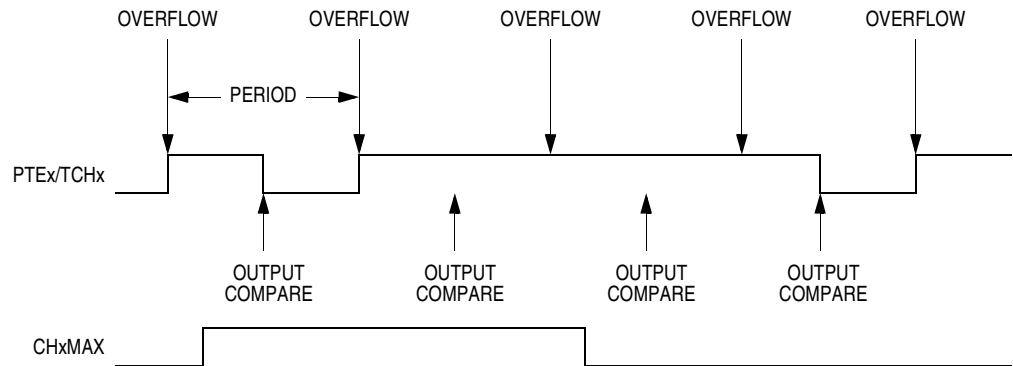 OVERFLOW OVERFLOW OVERFLOW OVERFLOW OVERFLOW
PERIOD
PTEx/TCHx
OUTPUT COMPARE
OUTPUT COMPARE
OUTPUT COMPARE
OUTPUT COMPARE
CHxMAX